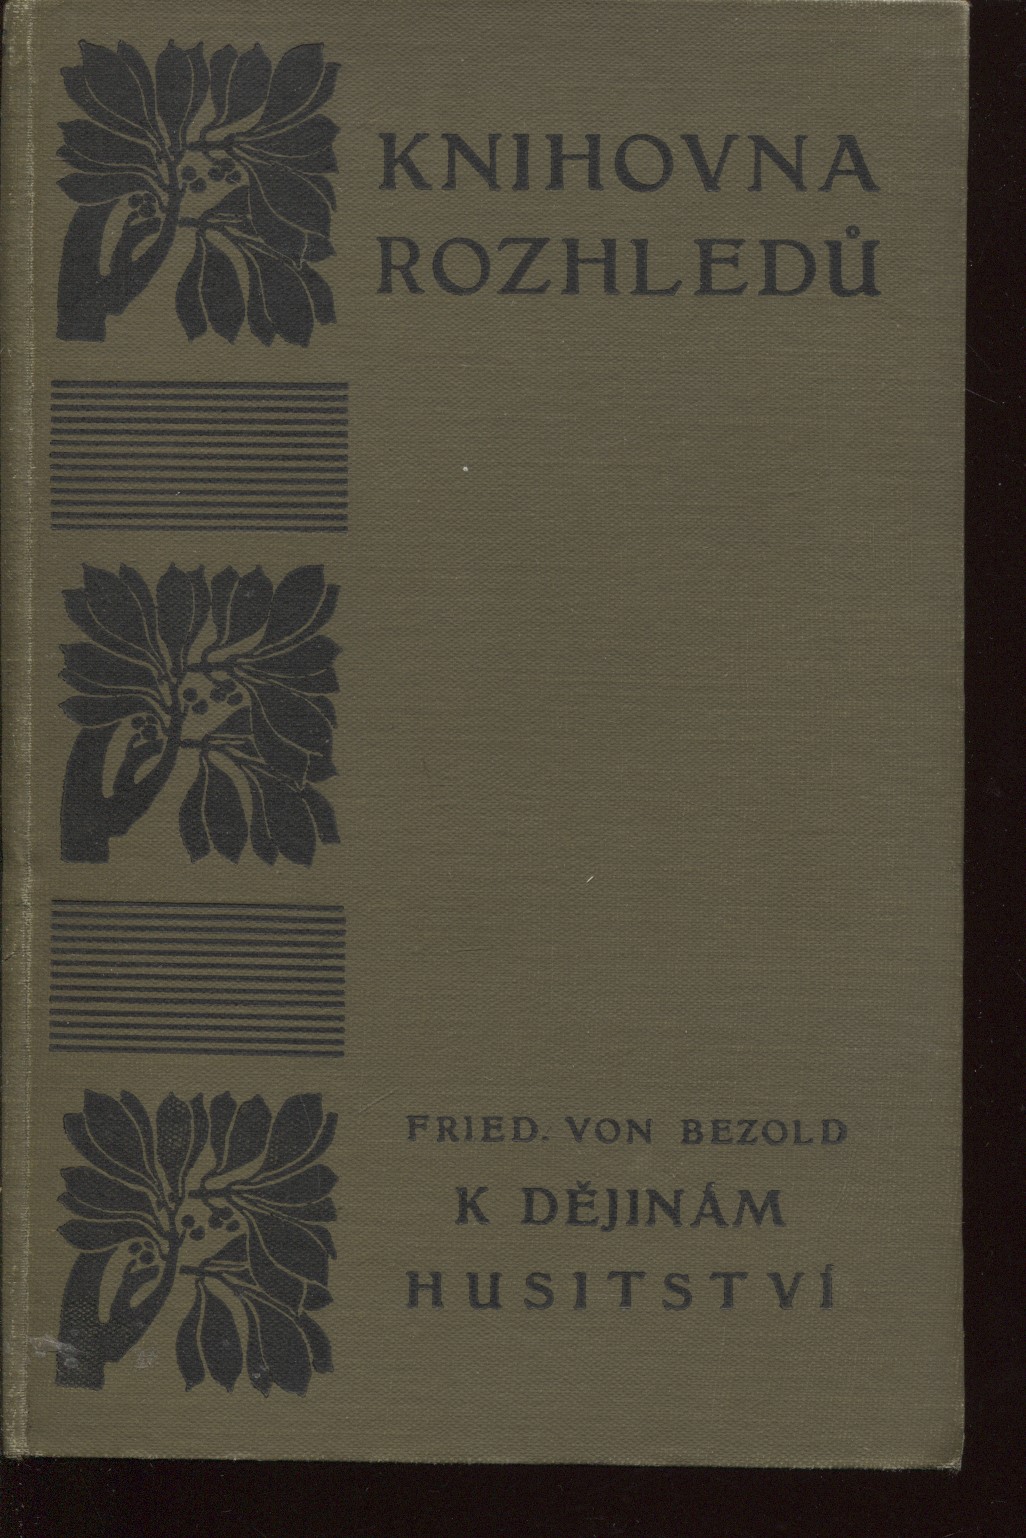 KNIHOVNA
ROZHLEDŮ
FRIED. VON BEZOLD
K DĚJINÁM
HUSITSTVÍ